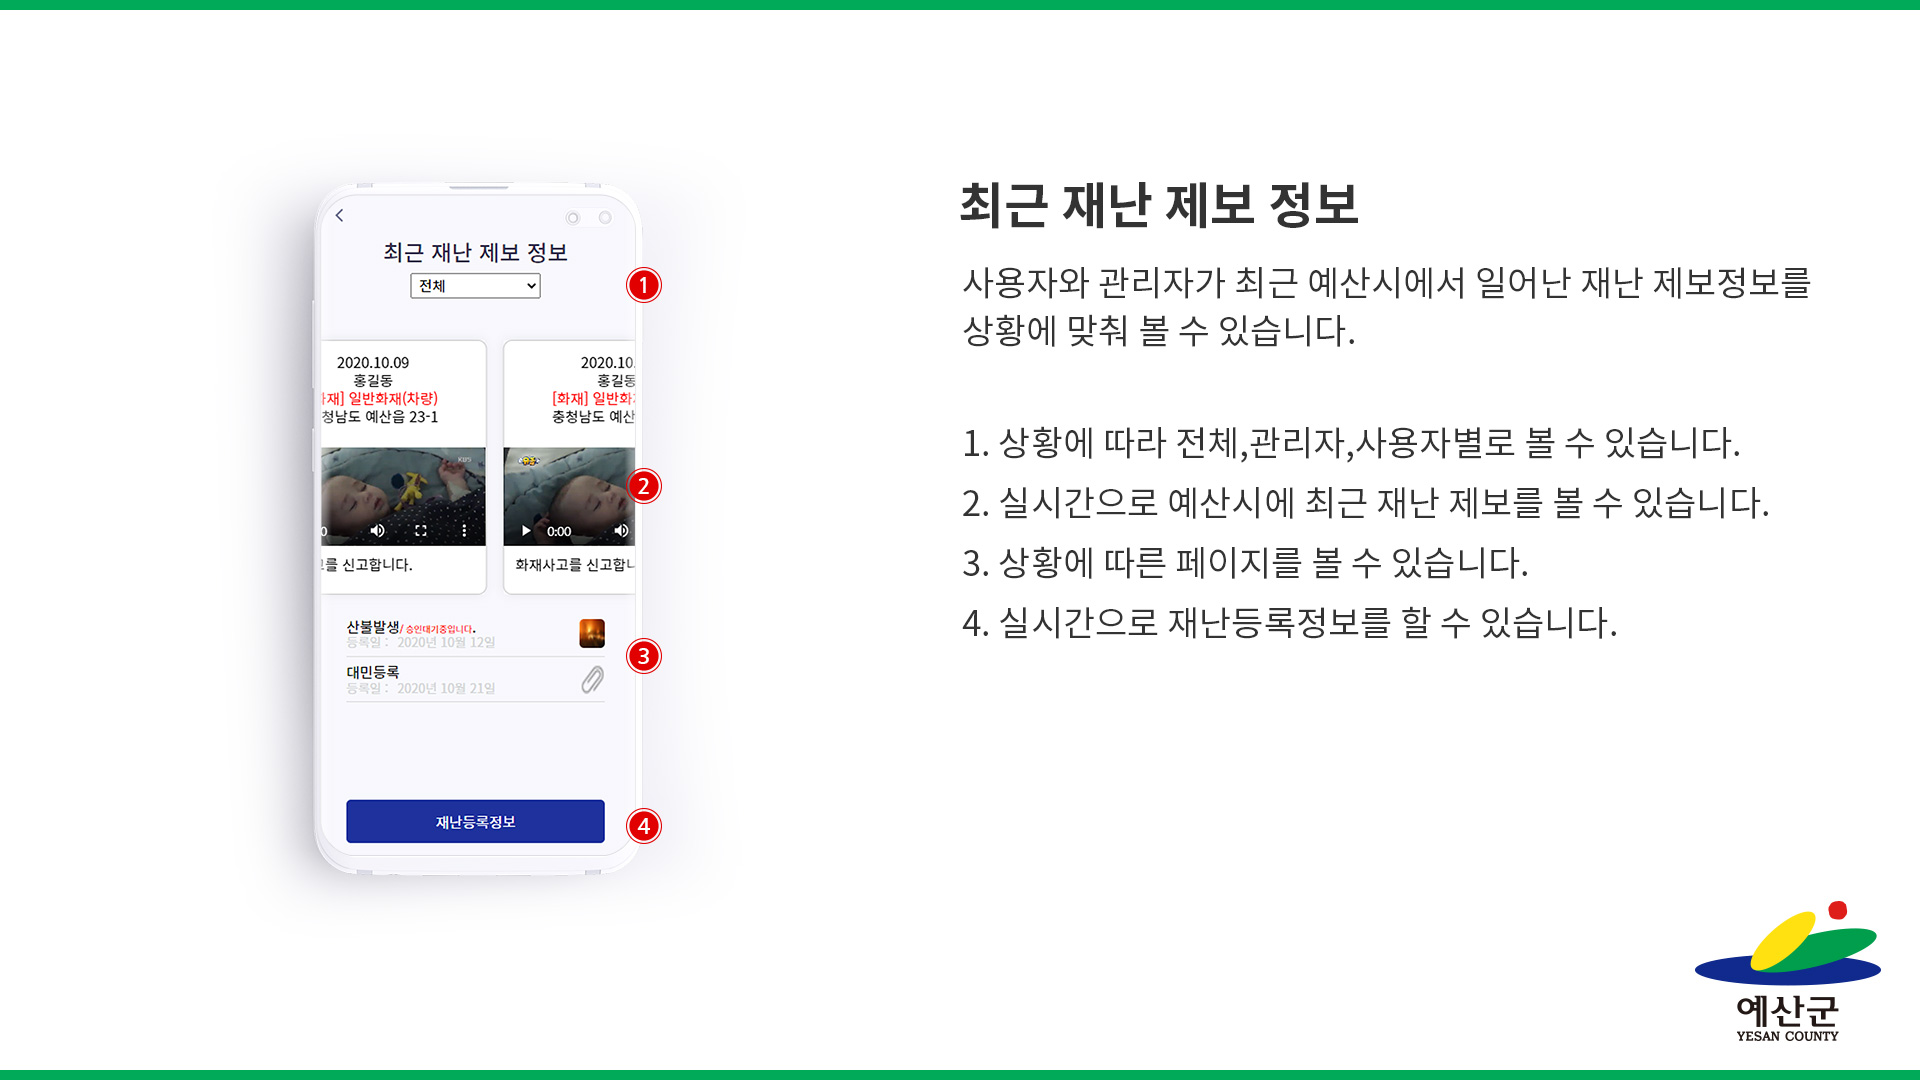 최근 재난 제보 정보
전체
1
2020.10.09
홍길동
재] 일반화재(차량)
청남도 예산읍 23-1
2020.10.
홍길동
[화재] 일반화
충청남도 예산
KBS
2
0:00
를 신고합니다.
화재사고를 신고합
산불발생/ 승인대기중입니다.
등록일 : 2020년 10월 12일
3
대민등록
등록일 : 2020년 10월 21일
재난등록정보
4
최근 재난 제보 정보
사용자와 관리자가 최근 예산시에서 일어난 재난 제보정보를
상황에 맞춰 볼 수 있습니다.
1. 상황에 따라 전체,관리자,사용자별로 볼 수 있습니다.
2. 실시간으로 예산시에 최근 재난 제보를 볼 수 있습니다.
3. 상황에 따른 페이지를 볼 수 있습니다.
4. 실시간으로 재난등록정보를 할 수 있습니다.
예산군
YESAN COUNTY